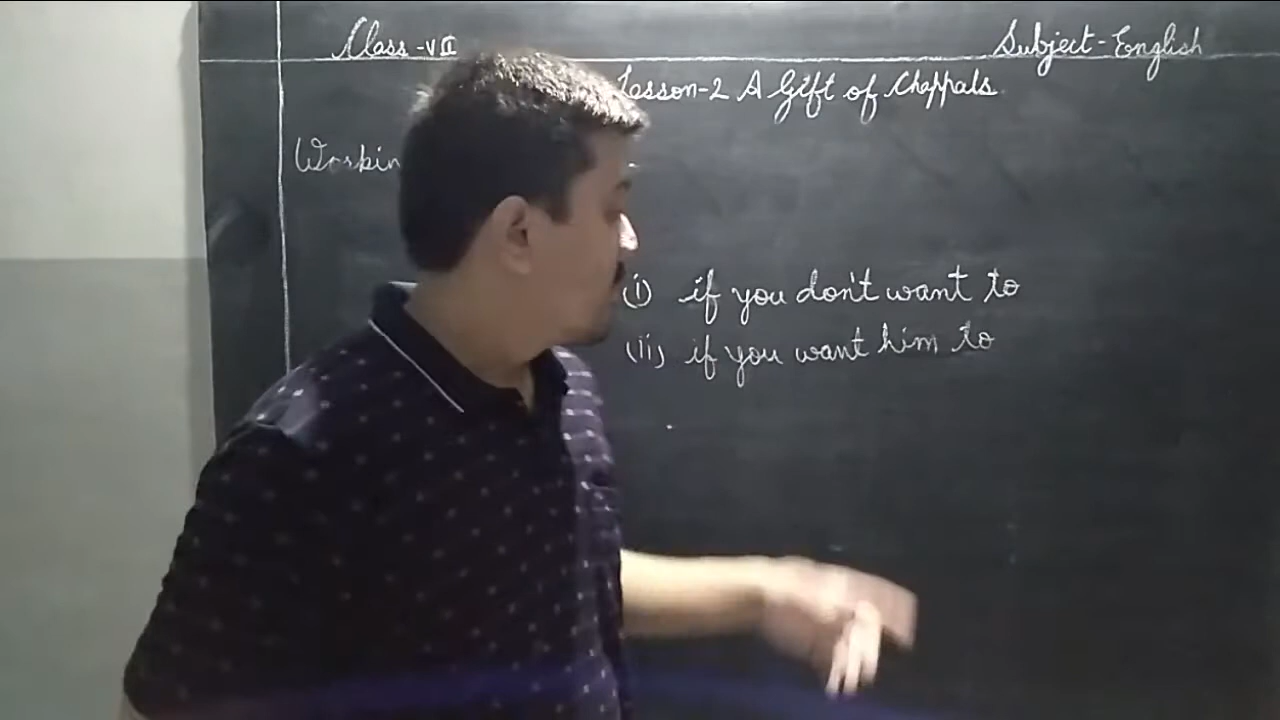 Class - VII
Subject - English
Lesson-2 A Gift of Chappals
(i) if you don't want to
(ii) if you want him to